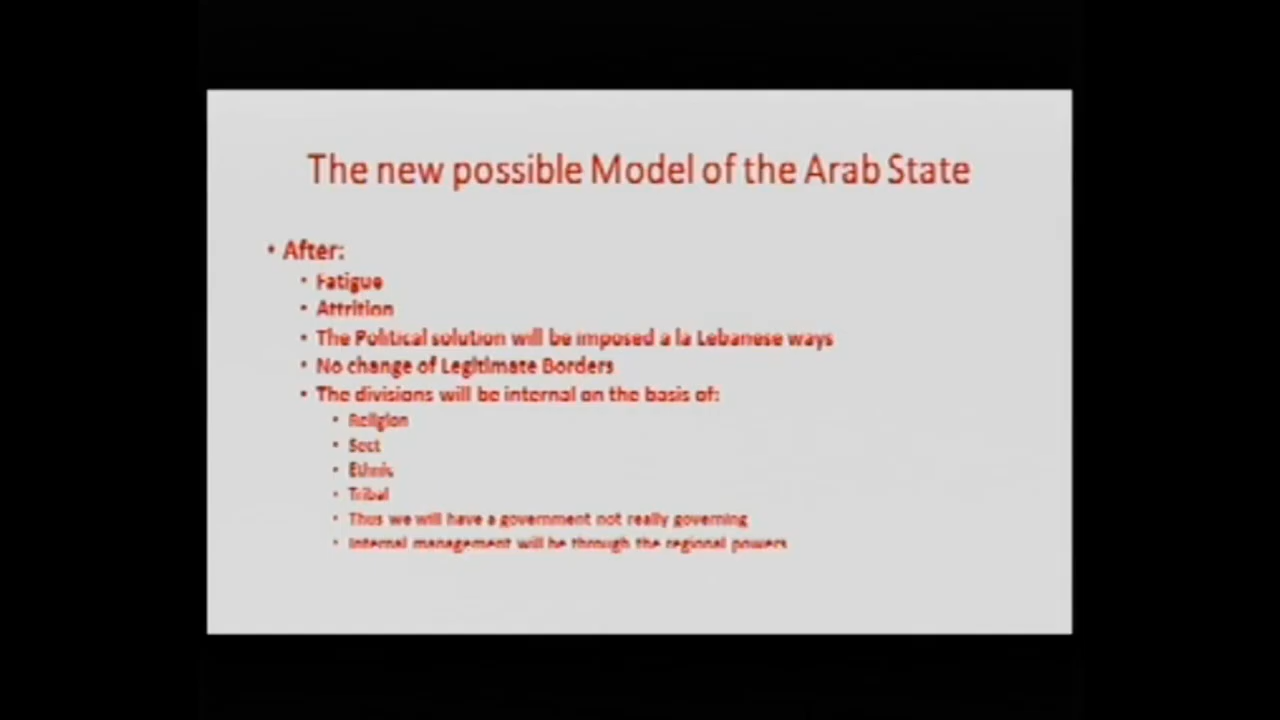 The new possible Model of the Arab State
• After:
• Fatigue
• Attrition
• The Political solution will be imposed a la Lebanese ways
• No change of Legitimate Borders
• The divisions will be internal on the basis of:
• Religion
• Sect
• Ethnic
• Tribal
• Thus we will have a government not really governing
• Internal management will be through the regional powers